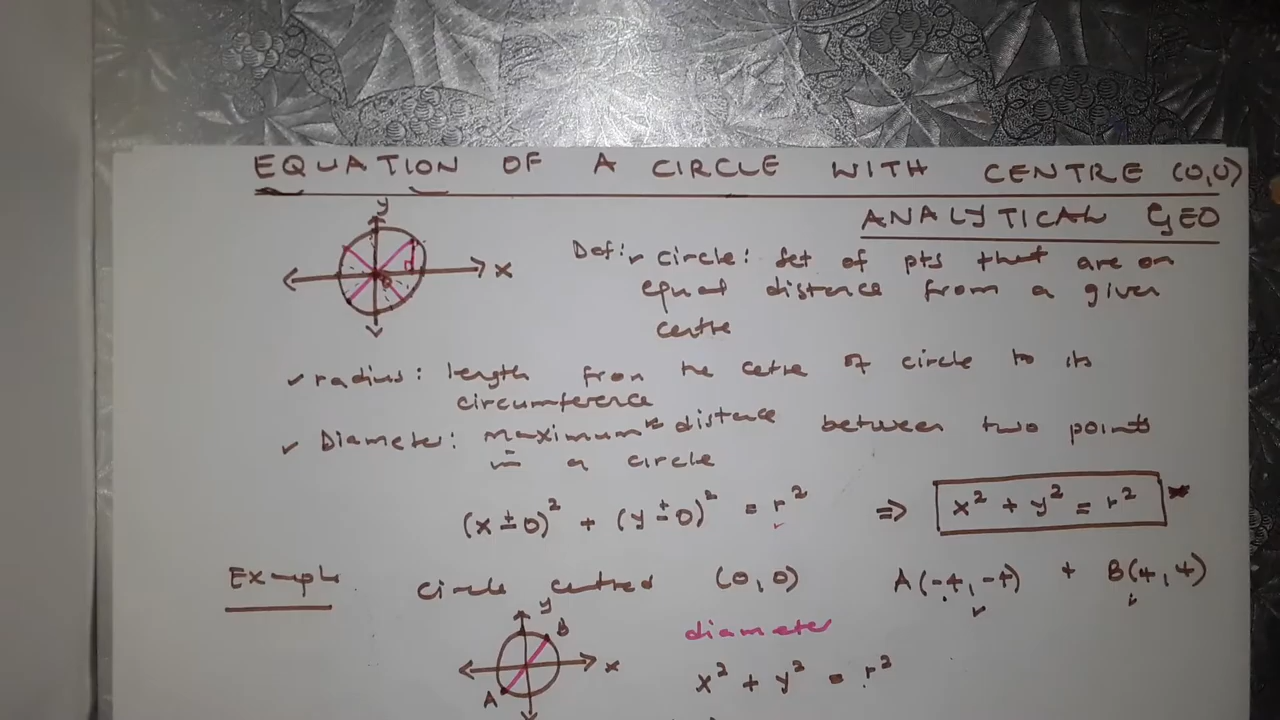 EQUATION OF A CIRCLE WITH CENTRE (0,0)
ANALYTICAL GEO
y
x
Def: circle: set of pts that are on
equal distance from a given
centre
✓ radius: length from the cetre of circle to its
circumference
✓ Diameter: maximum distance between two points
in a circle
(x ± 0)² + (y ± 0)² = r² ⇒ x² + y² = r² *
Example circle centred (0,0) A(-4,-4) + B(4,4)
y
B
diameter
x
A
x² + y² = r²